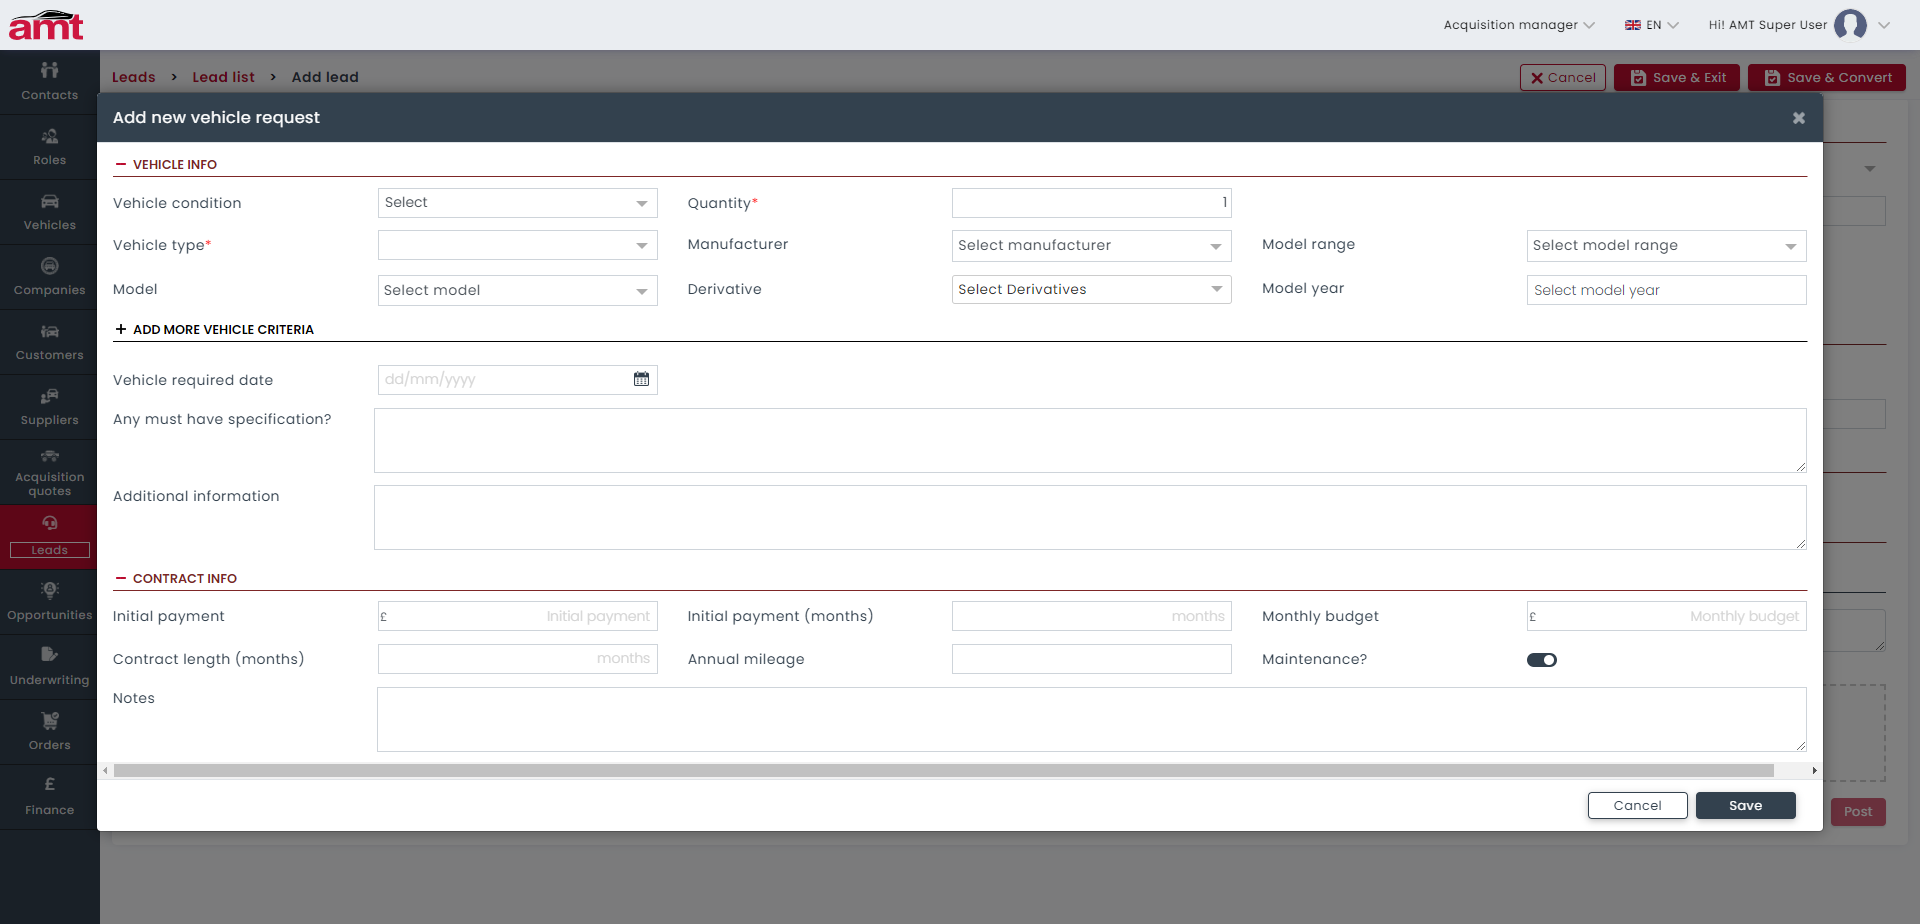 amt
Acquisition manager EN Hi! AMT Super User
Contacts
Roles
Vehicles
Companies
Customers
Suppliers
Acquisition
quotes
Leads
Opportunities
Underwriting
Orders
£
Finance
Leads > Lead list > Add lead
Cancel Save & Exit Save & Convert
Add new vehicle request
VEHICLE INFO
Vehicle condition Select Quantity* 1
Vehicle type* Manufacturer Select manufacturer Model range Select model range
Model Select model Derivative Select Derivatives Model year Select model year
ADD MORE VEHICLE CRITERIA
Vehicle required date dd/mm/yyyy
Any must have specification?
Additional information
CONTRACT INFO
Initial payment £ Initial payment Initial payment (months) months Monthly budget £ Monthly budget
Contract length (months) months Annual mileage Maintenance?
Notes
Cancel Save
Post